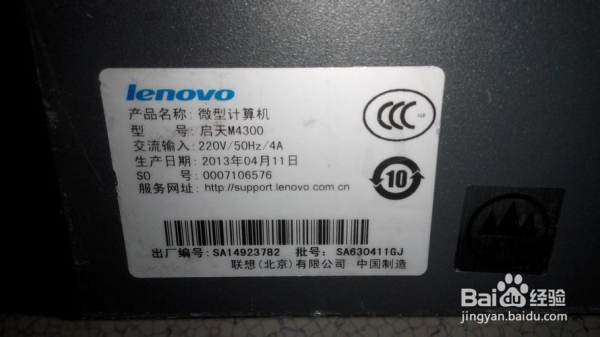 lenovo
产品名称：微型计算机
型　　号：启天M4300
交流输入：220V/50Hz/4A
生产日期：2013年04月11日
SO　　号：0007106576
服务网址：http://support.lenovo.com.cn
CCC
10
出厂编号：SA14923782　批号：SA630411GJ
联想（北京）有限公司　中国制造
Baidu经验
jingyan.baidu.com